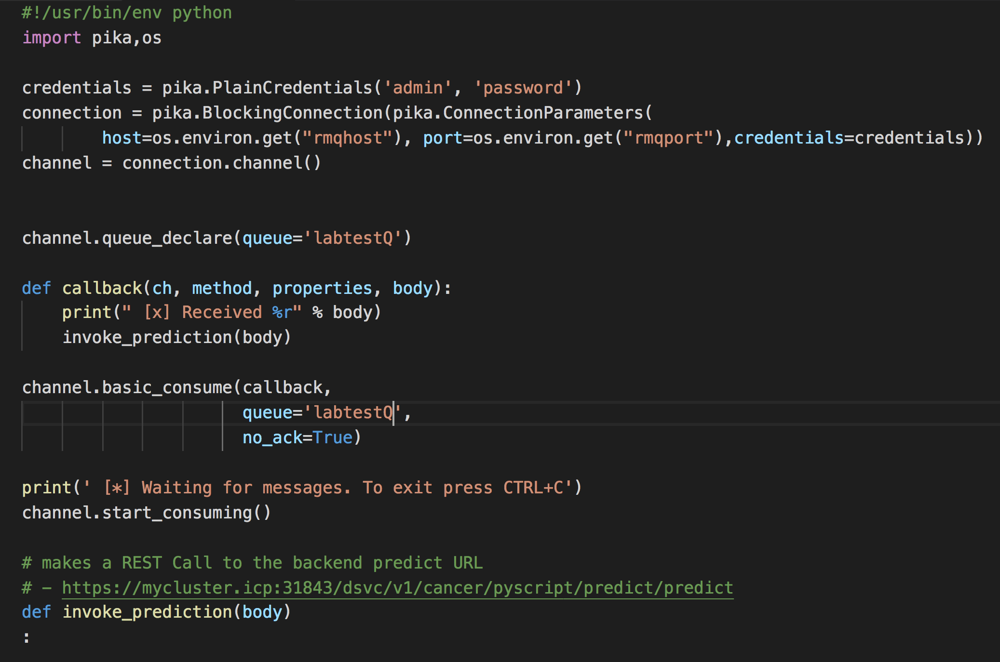 #!/usr/bin/env python
import pika,os
credentials = pika.PlainCredentials('admin', 'password')
connection = pika.BlockingConnection(pika.ConnectionParameters(
        host=os.environ.get("rmqhost"), port=os.environ.get("rmqport"),credentials=credentials))
channel = connection.channel()
channel.queue_declare(queue='labtestQ')
def callback(ch, method, properties, body):
    print(" [x] Received %r" % body)
    invoke_prediction(body)
channel.basic_consume(callback,
                      queue='labtestQ',
                      no_ack=True)
print(' [*] Waiting for messages. To exit press CTRL+C')
channel.start_consuming()
# makes a REST Call to the backend predict URL
# - https://mycluster.icp:31843/dsvc/v1/cancer/pyscript/predict/predict
def invoke_prediction(body)
: